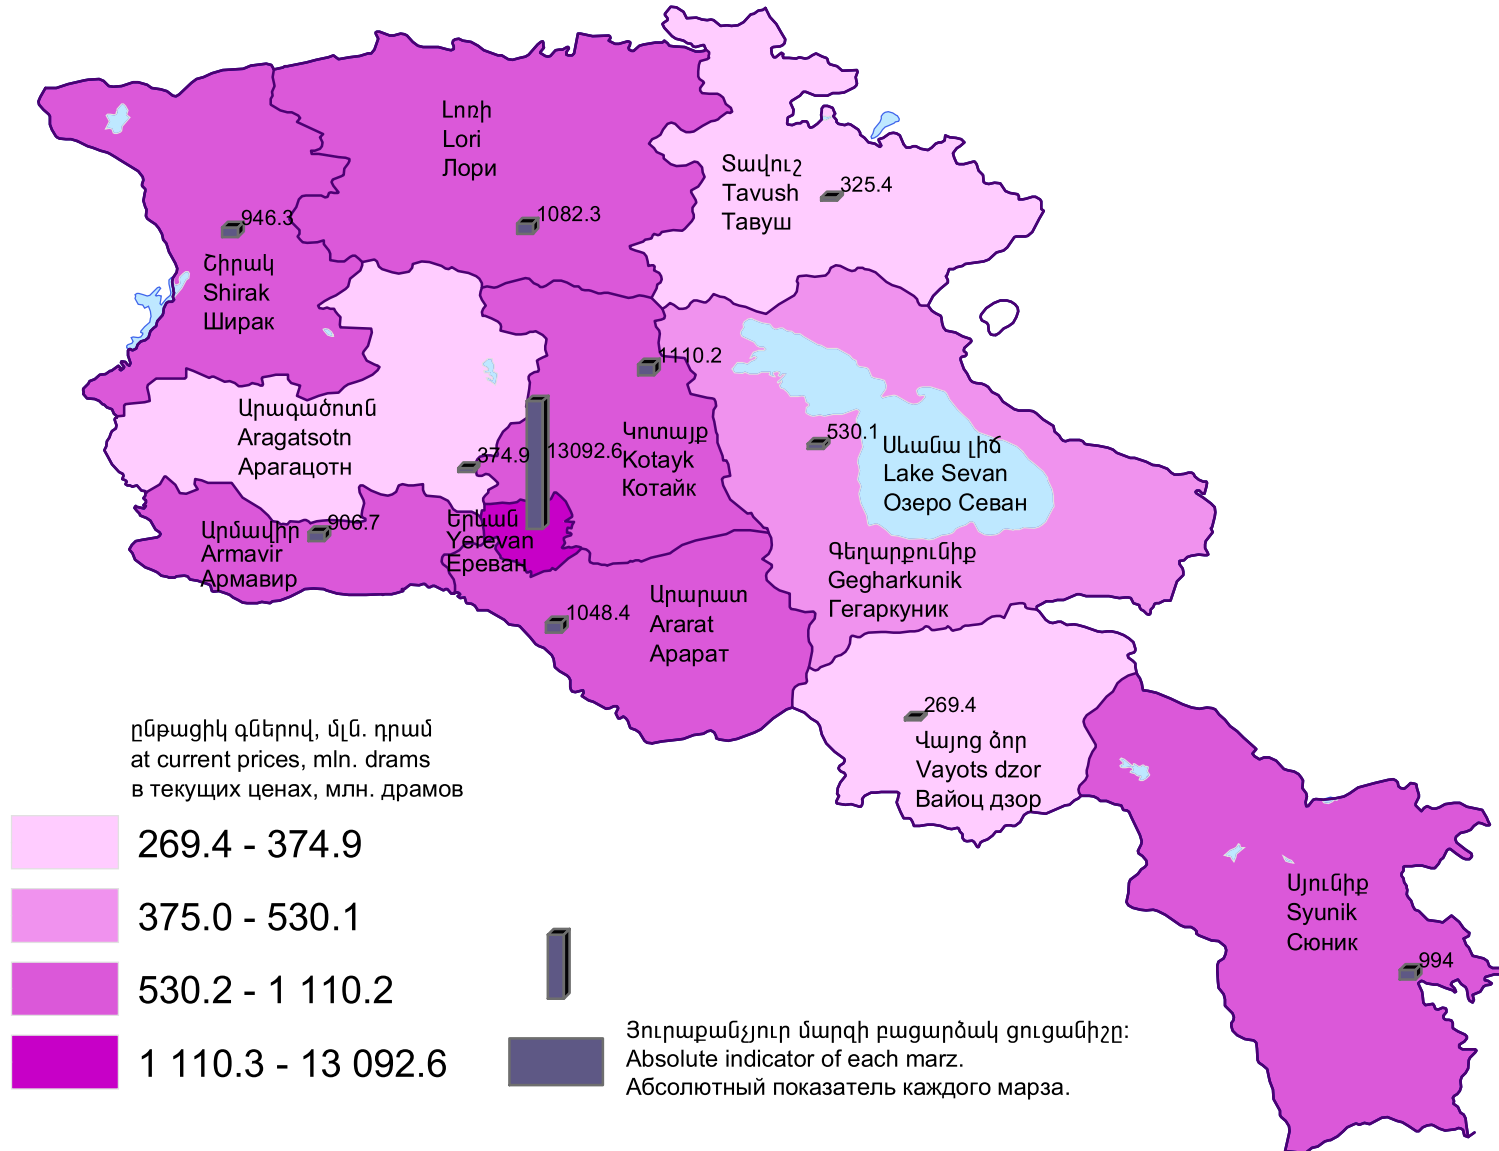 Լոռի
Lori
Лори
1082.3
946.3
Շիրակ
Shirak
Ширак
Տավուշ
Tavush
Тавуш
325.4
1110.2
Կոտայք
Kotayk
Котайк
Արագածոտն
Aragatsotn
Арагацотн
374.9
13092.6
530.1
Սևանա լիճ
Lake Sevan
Озеро Севан
Արմավիր
Armavir
Армавир
906.7
Երևան
Yerevan
Ереван
Գեղարքունիք
Gegharkunik
Гегаркуник
1048.4
Արարատ
Ararat
Арарат
269.4
Վայոց ձոր
Vayots dzor
Вайоц дзор
Սյունիք
Syunik
Сюник
994
ընթացիկ գներով, մլն. դրամ
at current prices, mln. drams
в текущих ценах, млн. драмов
269.4 - 374.9
375.0 - 530.1
530.2 - 1 110.2
1 110.3 - 13 092.6
Յուրաքանչյուր մարզի բացարձակ ցուցանիշը:
Absolute indicator of each marz.
Абсолютный показатель каждого марза.